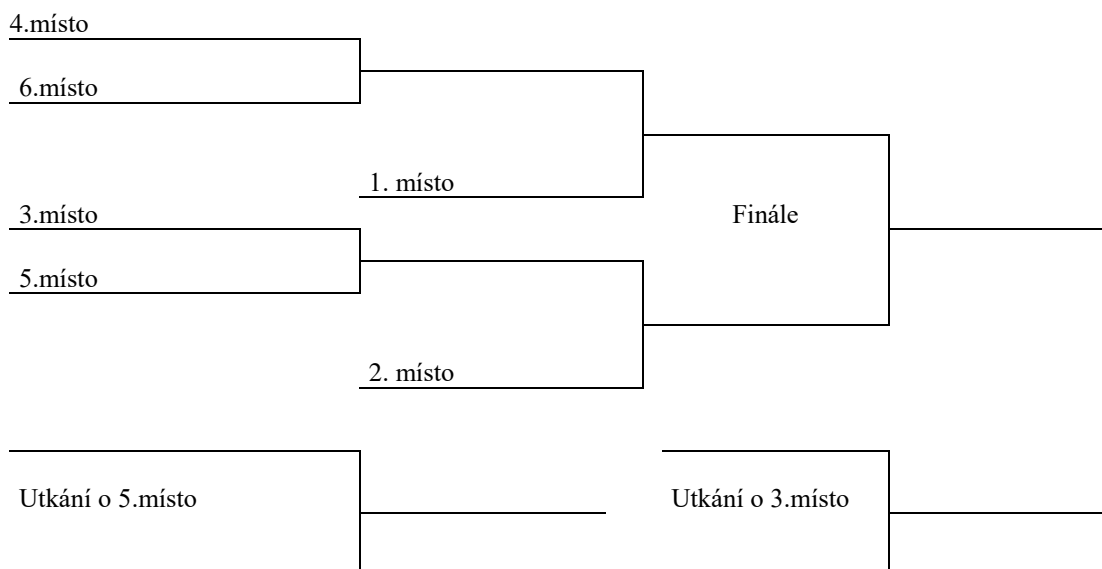 4.místo
6.místo
1. místo
3.místo
Finále
5.místo
2. místo
Utkání o 5.místo
Utkání o 3.místo